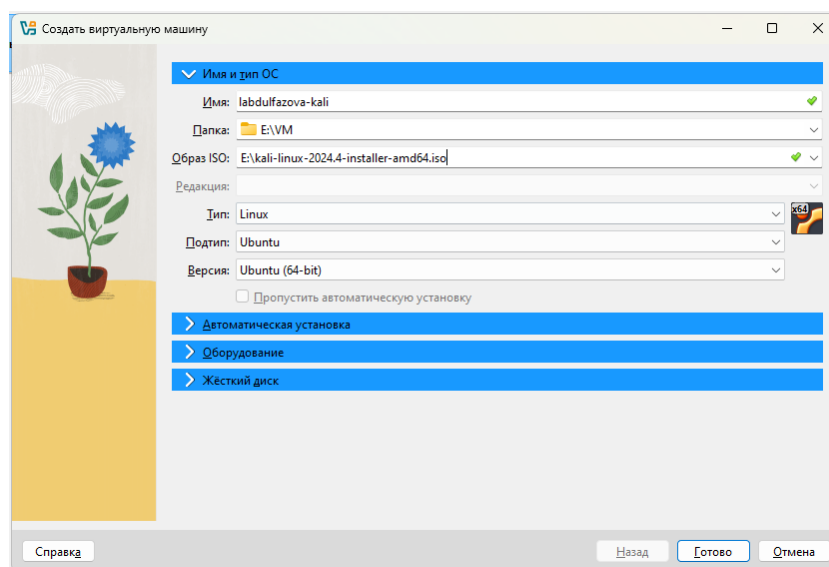 Создать виртуальную машину
Имя и тип ОС
Имя: labdulfazova-kali
Папка: E:\VM
Образ ISO: E:\kali-linux-2024.4-installer-amd64.iso
Редакция:
Тип: Linux
x64
Подтип: Ubuntu
Версия: Ubuntu (64-bit)
Пропустить автоматическую установку
Автоматическая установка
Оборудование
Жёсткий диск
Справка Назад Готово Отмена